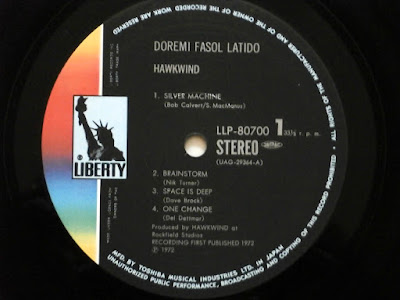 DOREMI FASOL LATIDO
HAWKWIND
1. SILVER MACHINE
(Bob Calvert/S. MacManus)
LLP-80700 1 33⅓ r. p. m.
STEREO
(UAG-29364-A)
2. BRAINSTORM
(Nik Turner)
3. SPACE IS DEEP
(Dave Brock)
4. ONE CHANGE
(Del Dettmar)
Produced by HAWKWIND at
Rockfield Studios
RECORDING FIRST PUBLISHED 1972
℗ 1972
LIBERTY
ALL RIGHTS OF THE MANUFACTURER AND OF THE OWNER OF THE RECORDED WORK RESERVED
MFD. BY TOSHIBA MUSICAL INDUSTRIES LTD. IN JAPAN
UNAUTHORIZED PUBLIC PERFORMANCE, BROADCASTING AND COPYING OF THIS RECORD PROHIBITED